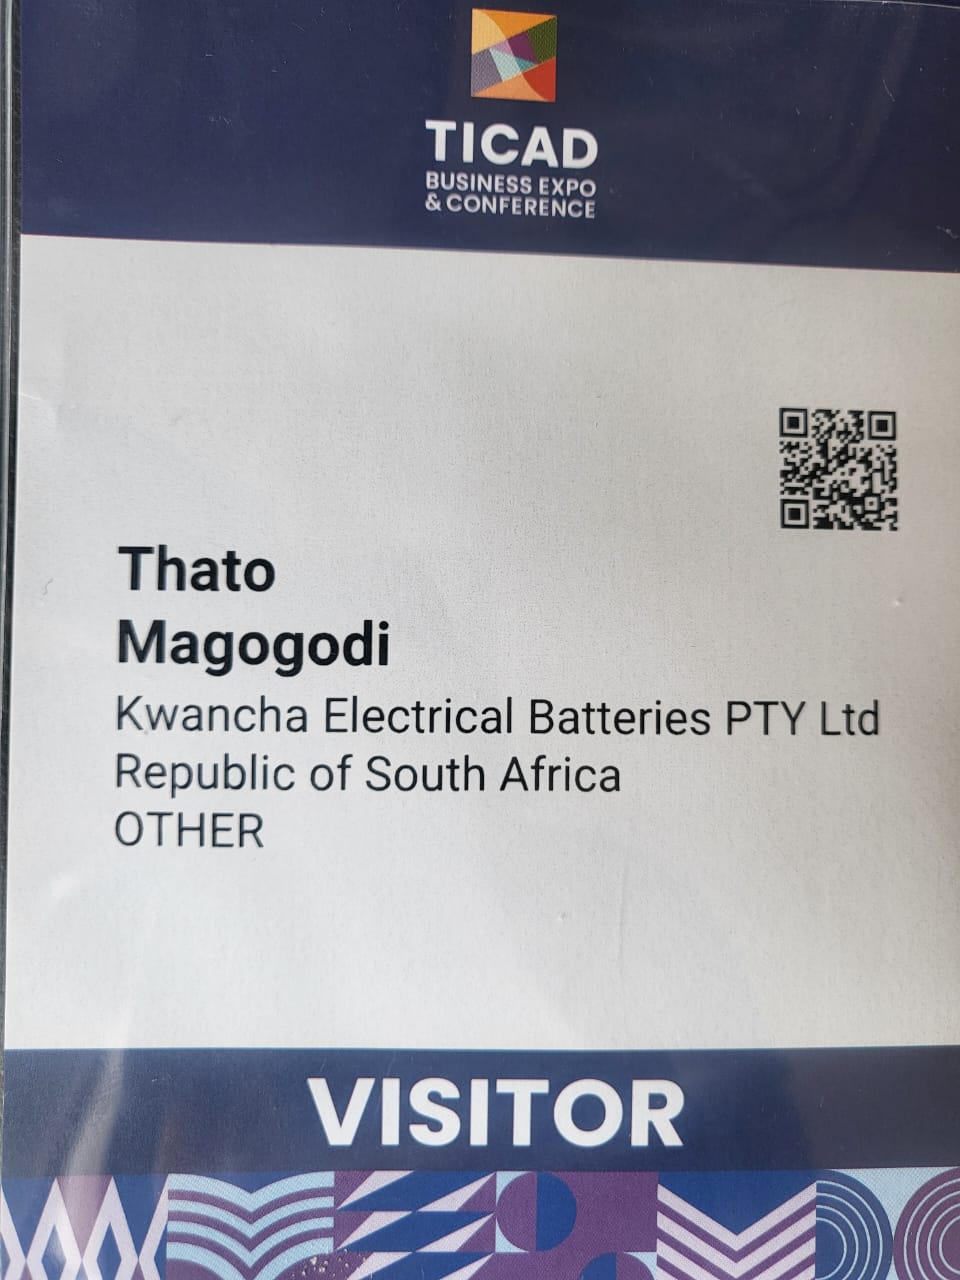 TICAD
BUSINESS EXPO
& CONFERENCE
Thato
Magogodi
Kwancha Electrical Batteries PTY Ltd
Republic of South Africa
OTHER
VISITOR